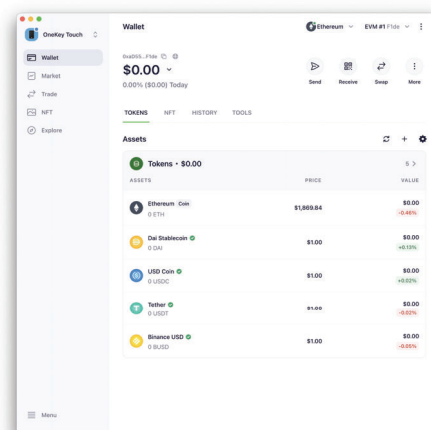 OneKey Touch
Wallet
Market
Trade
NFT
Explore
Menu
Wallet
Ethereum
EVM #1 F1de
0xaD55...F1de
$0.00
0.00% ($0.00) Today
Send
Receive
Swap
More
TOKENS NFT HISTORY TOOLS
Assets
Tokens • $0.00 5
ASSETS PRICE VALUE
Ethereum Coin $1,869.84 $0.00
0 ETH -0.46%
Dai Stablecoin $1.00 $0.00
0 DAI +0.13%
USD Coin $1.00 $0.00
0 USDC +0.02%
Tether $0.00
0 USDT -0.02%
Binance USD $1.00 $0.00
0 BUSD -0.05%